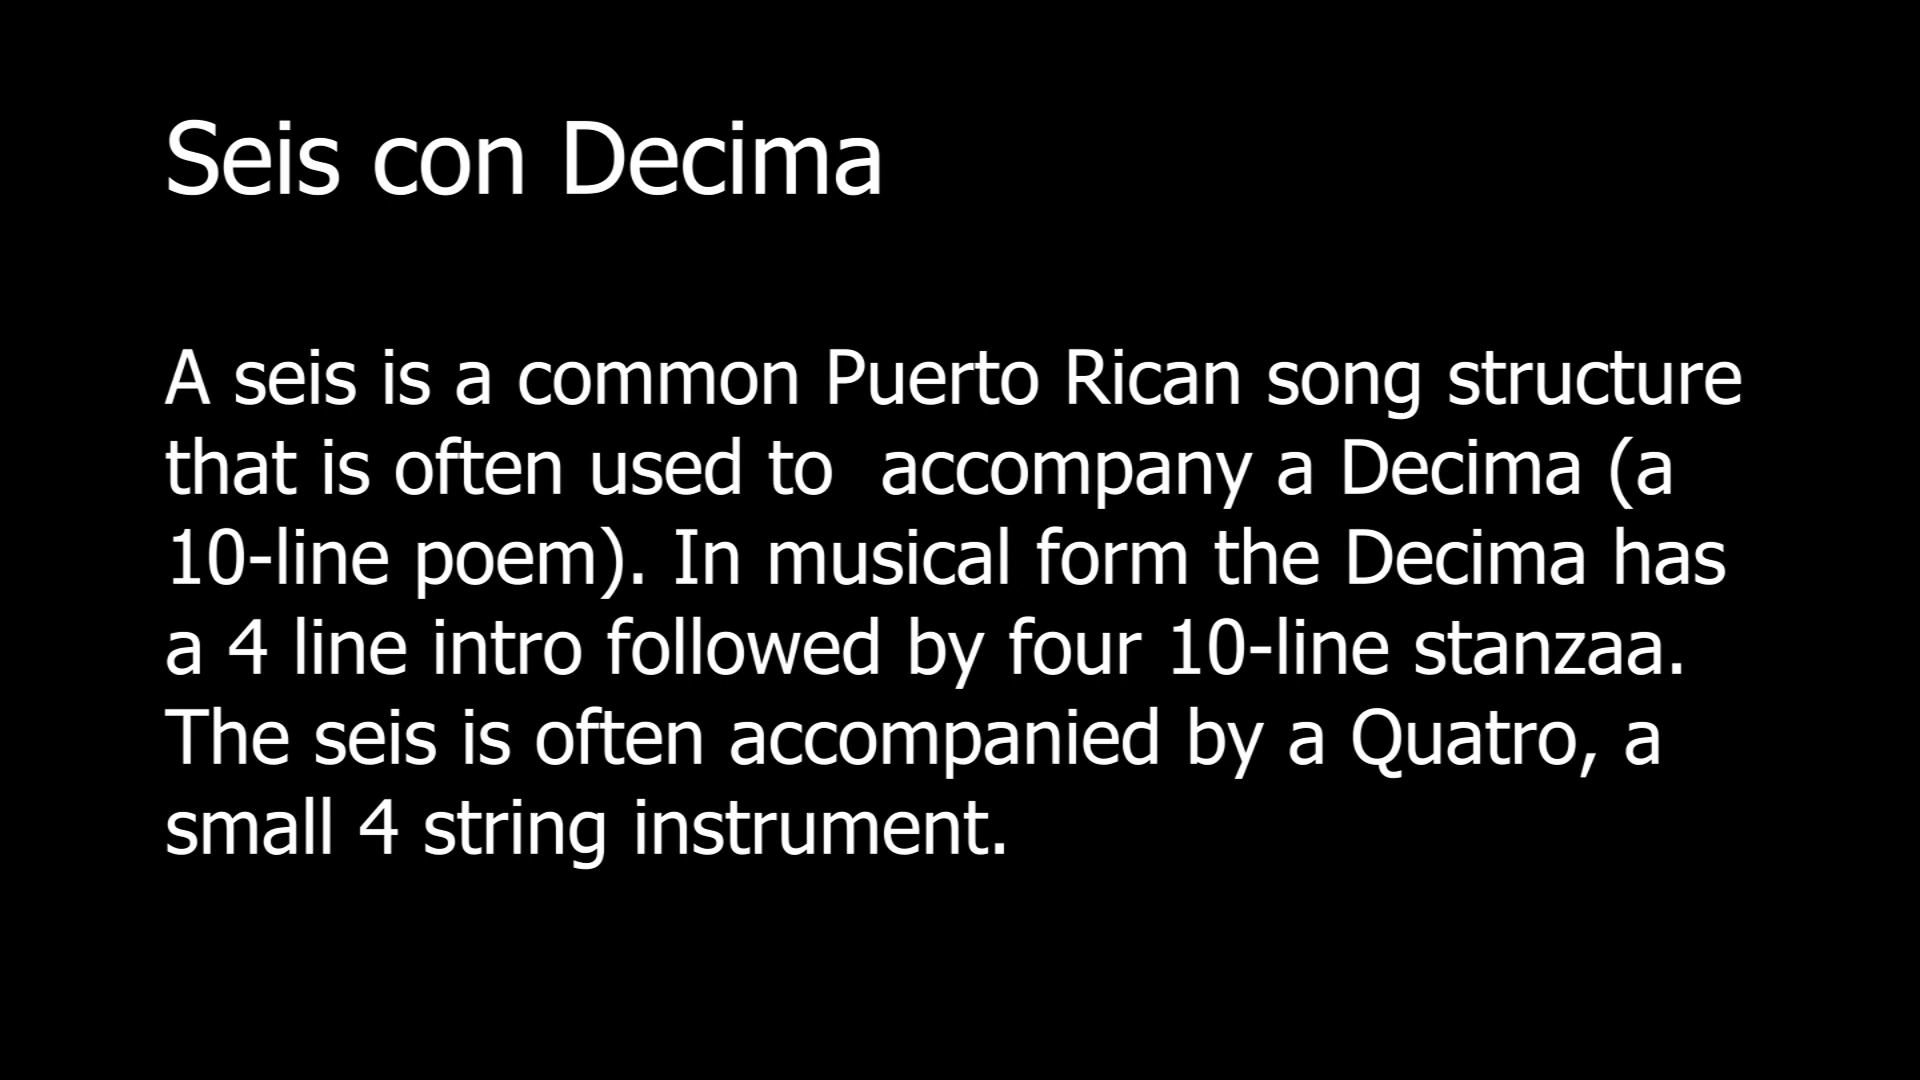 Seis con Decima
A seis is a common Puerto Rican song structure
that is often used to  accompany a Decima (a
10-line poem). In musical form the Decima has
a 4 line intro followed by four 10-line stanzaa.
The seis is often accompanied by a Quatro, a
small 4 string instrument.